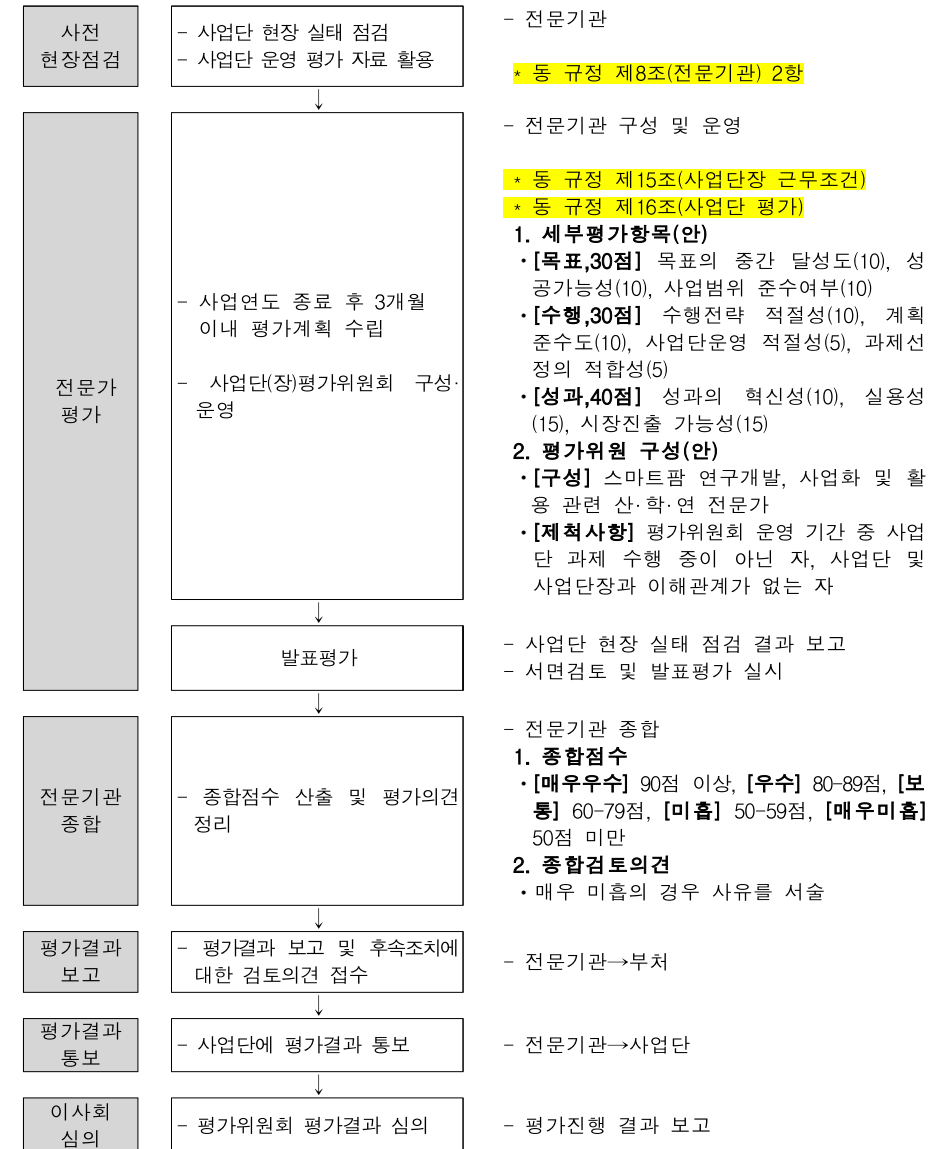 사전
현장점검
- 사업단 현장 실태 점검
- 사업단 운영 평가 자료 활용
- 전문기관
* 동 규정 제8조(전문기관) 2항
↓
전문가
평가
- 사업연도 종료 후 3개월
이내 평가계획 수립
- 사업단(장)평가위원회 구성·
운영
- 전문기관 구성 및 운영
* 동 규정 제15조(사업단장 근무조건)
* 동 규정 제16조(사업단 평가)
1. 세부평가항목(안)
·[목표,30점] 목표의 중간 달성도(10), 성
공가능성(10), 사업범위 준수여부(10)
·[수행,30점] 수행전략 적절성(10), 계획
준수도(10), 사업단운영 적절성(5), 과제선
정의 적합성(5)
·[성과,40점] 성과의 혁신성(10), 실용성
(15), 시장진출 가능성(15)
2. 평가위원 구성(안)
·[구성] 스마트팜 연구개발, 사업화 및 활
용 관련 산·학·연 전문가
·[제척사항] 평가위원회 운영 기간 중 사업
단 과제 수행 중이 아닌 자, 사업단 및
사업단장과 이해관계가 없는 자
↓
발표평가
- 사업단 현장 실태 점검 결과 보고
- 서면검토 및 발표평가 실시
↓
전문기관
종합
- 종합점수 산출 및 평가의견
정리
- 전문기관 종합
1. 종합점수
·[매우우수] 90점 이상, [우수] 80-89점, [보
통] 60-79점, [미흡] 50-59점, [매우미흡]
50점 미만
2. 종합검토의견
·매우 미흡의 경우 사유를 서술
↓
평가결과
보고
- 평가결과 보고 및 후속조치에
대한 검토의견 접수
- 전문기관→부처
↓
평가결과
통보
- 사업단에 평가결과 통보
- 전문기관→사업단
↓
이사회
심의
- 평가위원회 평가결과 심의
- 평가진행 결과 보고